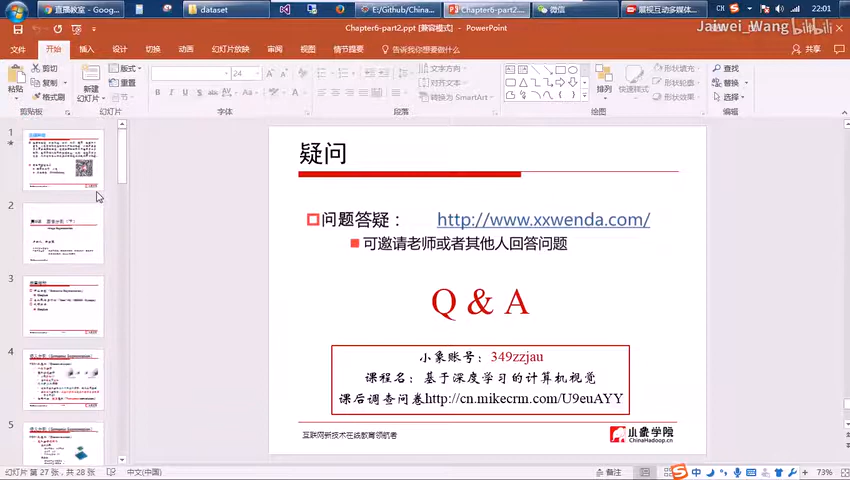 直播教室 - Goog...
dataset
E:/Github/China...
Chapter6-part2...
微信
展视互动多媒体...
22:01
Jaiwei_Wang bilibili
Chapter6-part2.ppt [兼容模式] - PowerPoint
文件
开始
插入
设计
切换
动画
幻灯片放映
审阅
视图
情节提要
告诉我你想要做什么
共享
粘贴
剪切
复制
格式刷
新建
幻灯片
版式
重置
节
24
文字方向
对齐文本
转换为 SmartArt
排列
快速样式
形状填充
形状轮廓
形状效果
查找
替换
选择
剪贴板
幻灯片
字体
段落
绘图
编辑
1
2
3
4
5
疑问
问题答疑： http://www.xxwenda.com/
可邀请老师或者其他人回答问题
Q & A
小象账号：349zzjau
课程名：基于深度学习的计算机视觉
课后调查问卷http://cn.mikecrm.com/U9euAYY
互联网新技术在线教育领航者
小象学院
ChinaHadoop.cn
幻灯片 第 27 张，共 28 张
中文(中国)
备注
中
73%